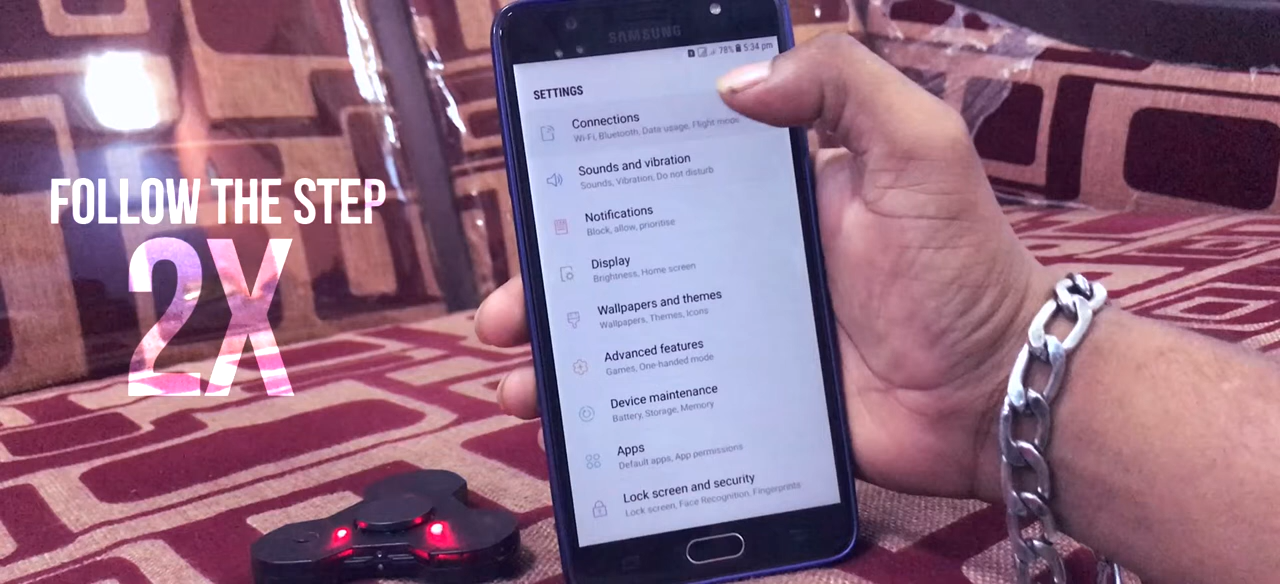 SAMSUNG
78% 5:34 pm
SETTINGS
Connections
Wi-Fi, Bluetooth, Data usage, Flight mode
Sounds and vibration
Sounds, Vibration, Do not disturb
Notifications
Block, allow, prioritise
Display
Brightness, Home screen
Wallpapers and themes
Wallpapers, Themes, Icons
Advanced features
Games, One-handed mode
Device maintenance
Battery, Storage, Memory
Apps
Default apps, App permissions
Lock screen and security
Lock screen, Face Recognition, Fingerprints
FOLLOW THE STEP
2X